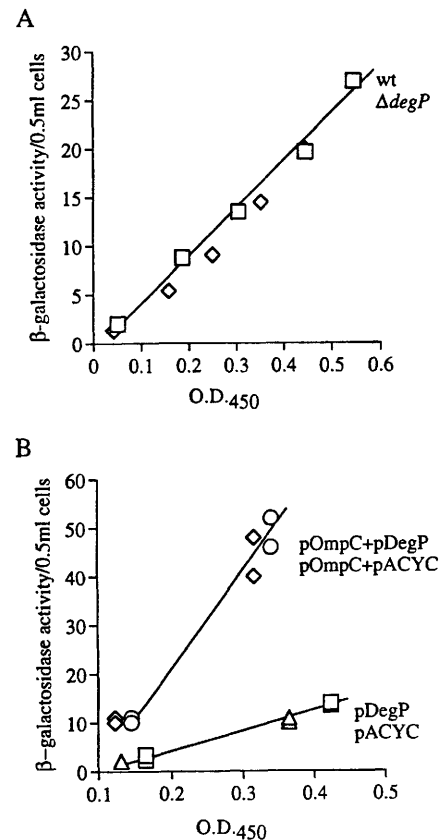 A
β-galactosidase activity/0.5ml cells
30
25
20
15
10
5
0
wt
ΔdegP
0 0.1 0.2 0.3 0.4 0.5 0.6
O.D.450
B
β-galactosidase activity/0.5ml cells
60
50
40
30
20
10
0
pOmpC+pDegP
pOmpC+pACYC
pDegP
pACYC
0.1 0.2 0.3 0.4 0.5
O.D.450